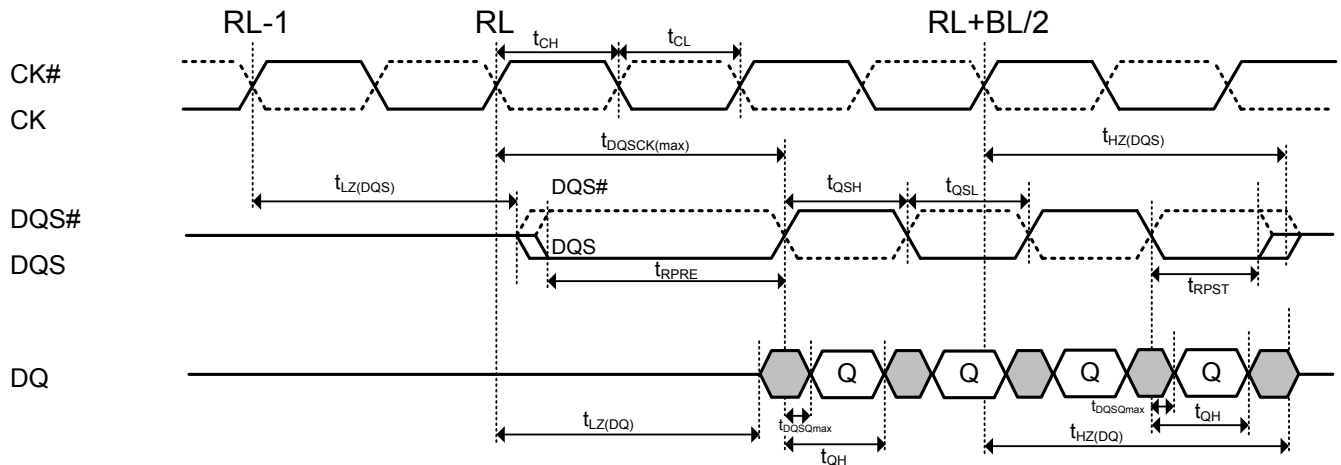 RL-1 RL RL+BL/2
tCH tCL
CK#
CK
tDQSCK(max) tHZ(DQS)
tLZ(DQS) DQS# tQSH tQSL
DQS#
DQS
DQS
tRPRE tRPST
DQ Q Q Q Q
tLZ(DQ) tDQSQmax tQH tHZ(DQ) tDQSQmax tQH